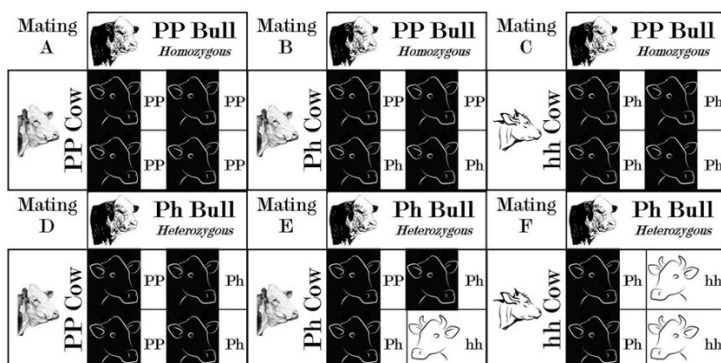 Mating A
PP Bull
Homozygous
PP Cow
PP PP
PP PP
Mating B
PP Bull
Homozygous
Ph Cow
PP PP
Ph Ph
Mating C
PP Bull
Homozygous
hh Cow
Ph Ph
Ph Ph
Mating D
Ph Bull
Heterozygous
PP Cow
PP Ph
PP Ph
Mating E
Ph Bull
Heterozygous
Ph Cow
PP Ph
Ph hh
Mating F
Ph Bull
Heterozygous
hh Cow
Ph hh
Ph hh